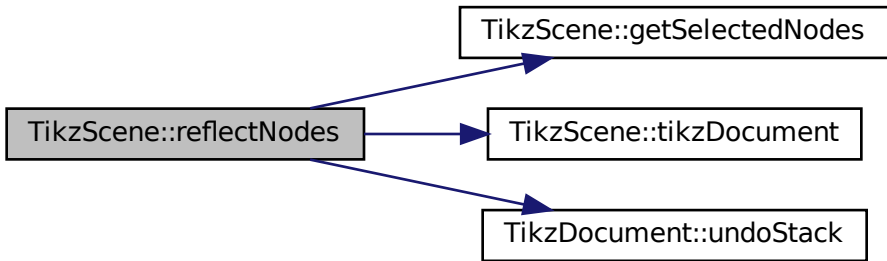 TikzScene::getSelectedNodes
TikzScene::reflectNodes
TikzScene::tikzDocument
TikzDocument::undoStack